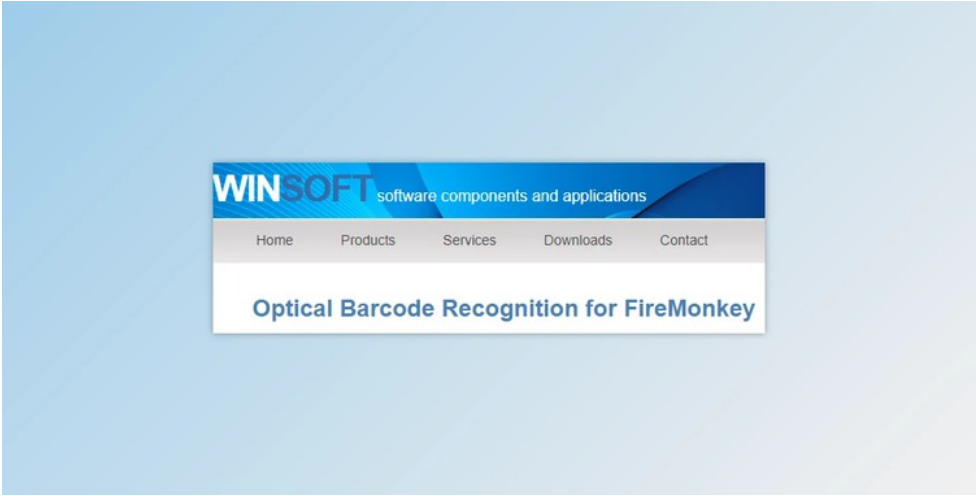 WINSOFT software components and applications
Home Products Services Downloads Contact
Optical Barcode Recognition for FireMonkey